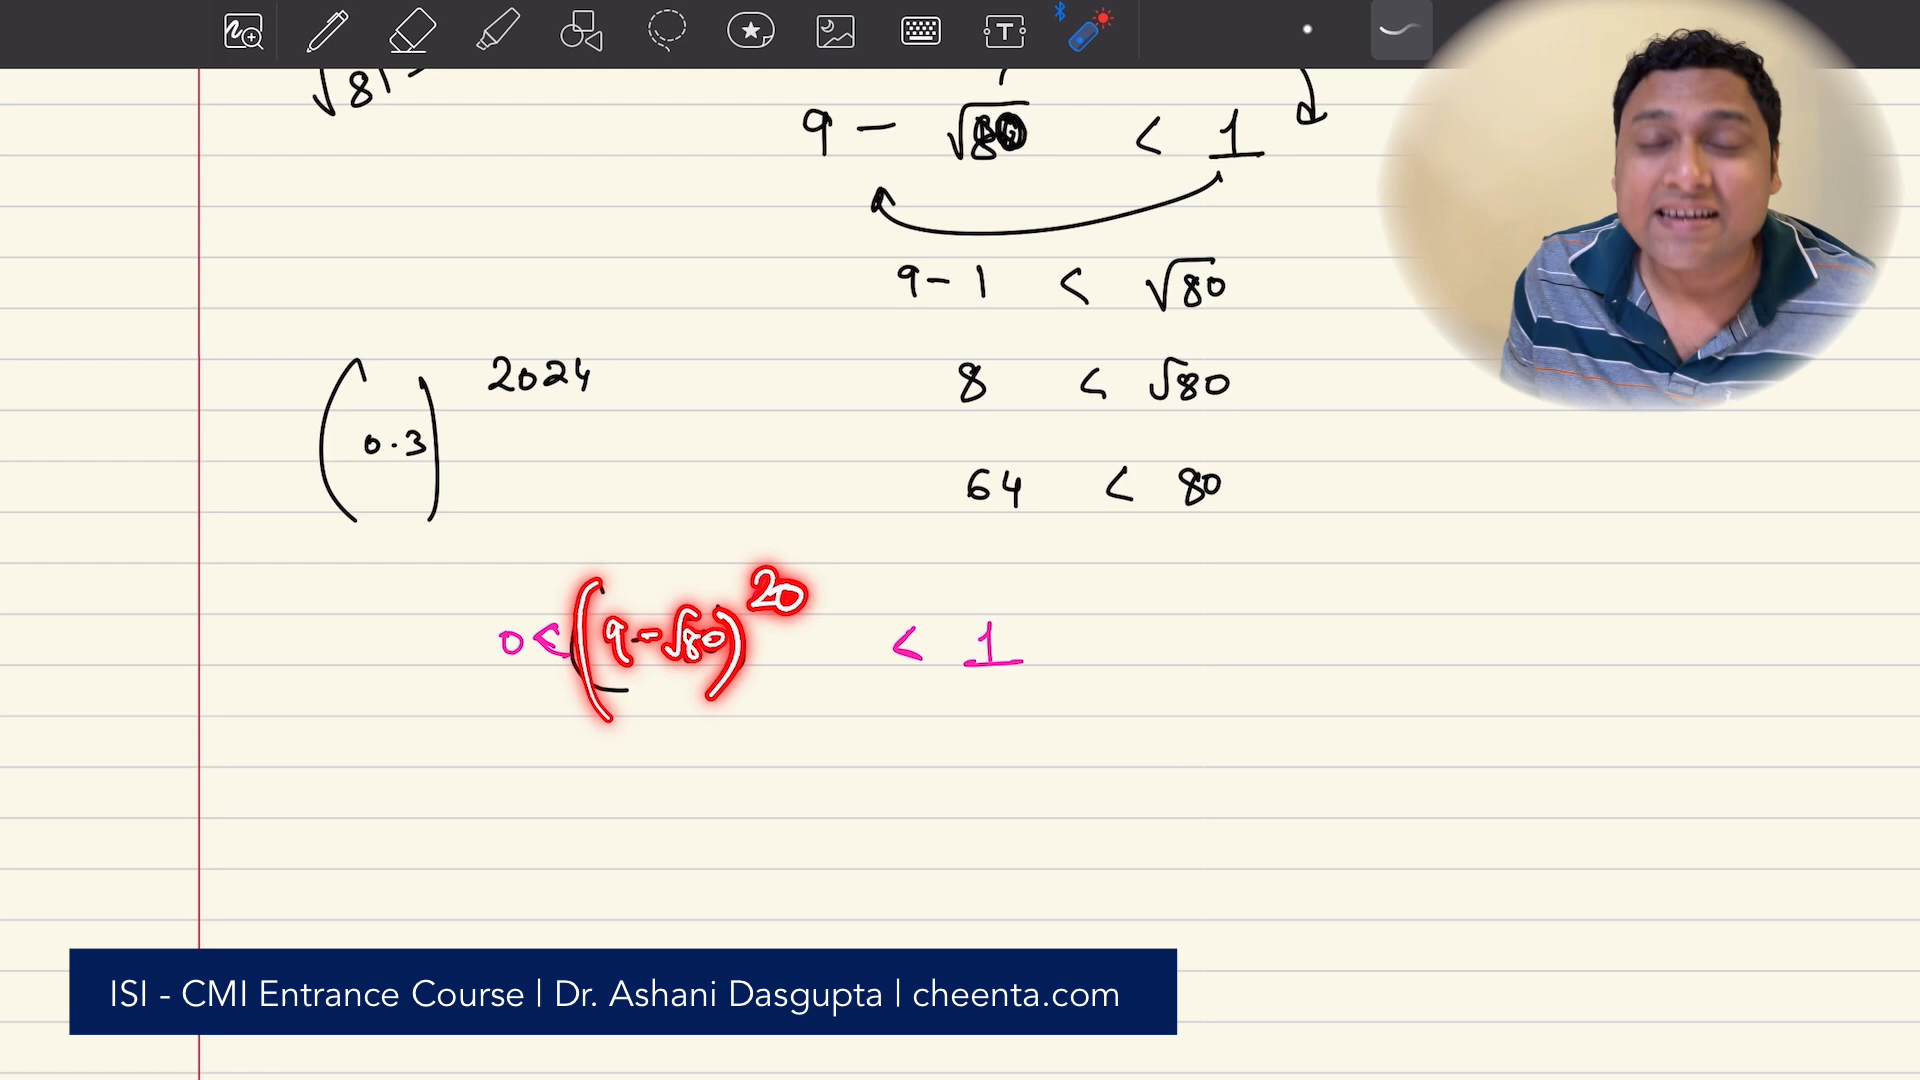 √81 -
9 - √80 < 1
9 - 1 < √80
( 0.3 ) 2024
8 < √80
64 < 80
0 < (9 - √80)^20 < 1
ISI - CMI Entrance Course | Dr. Ashani Dasgupta | cheenta.com